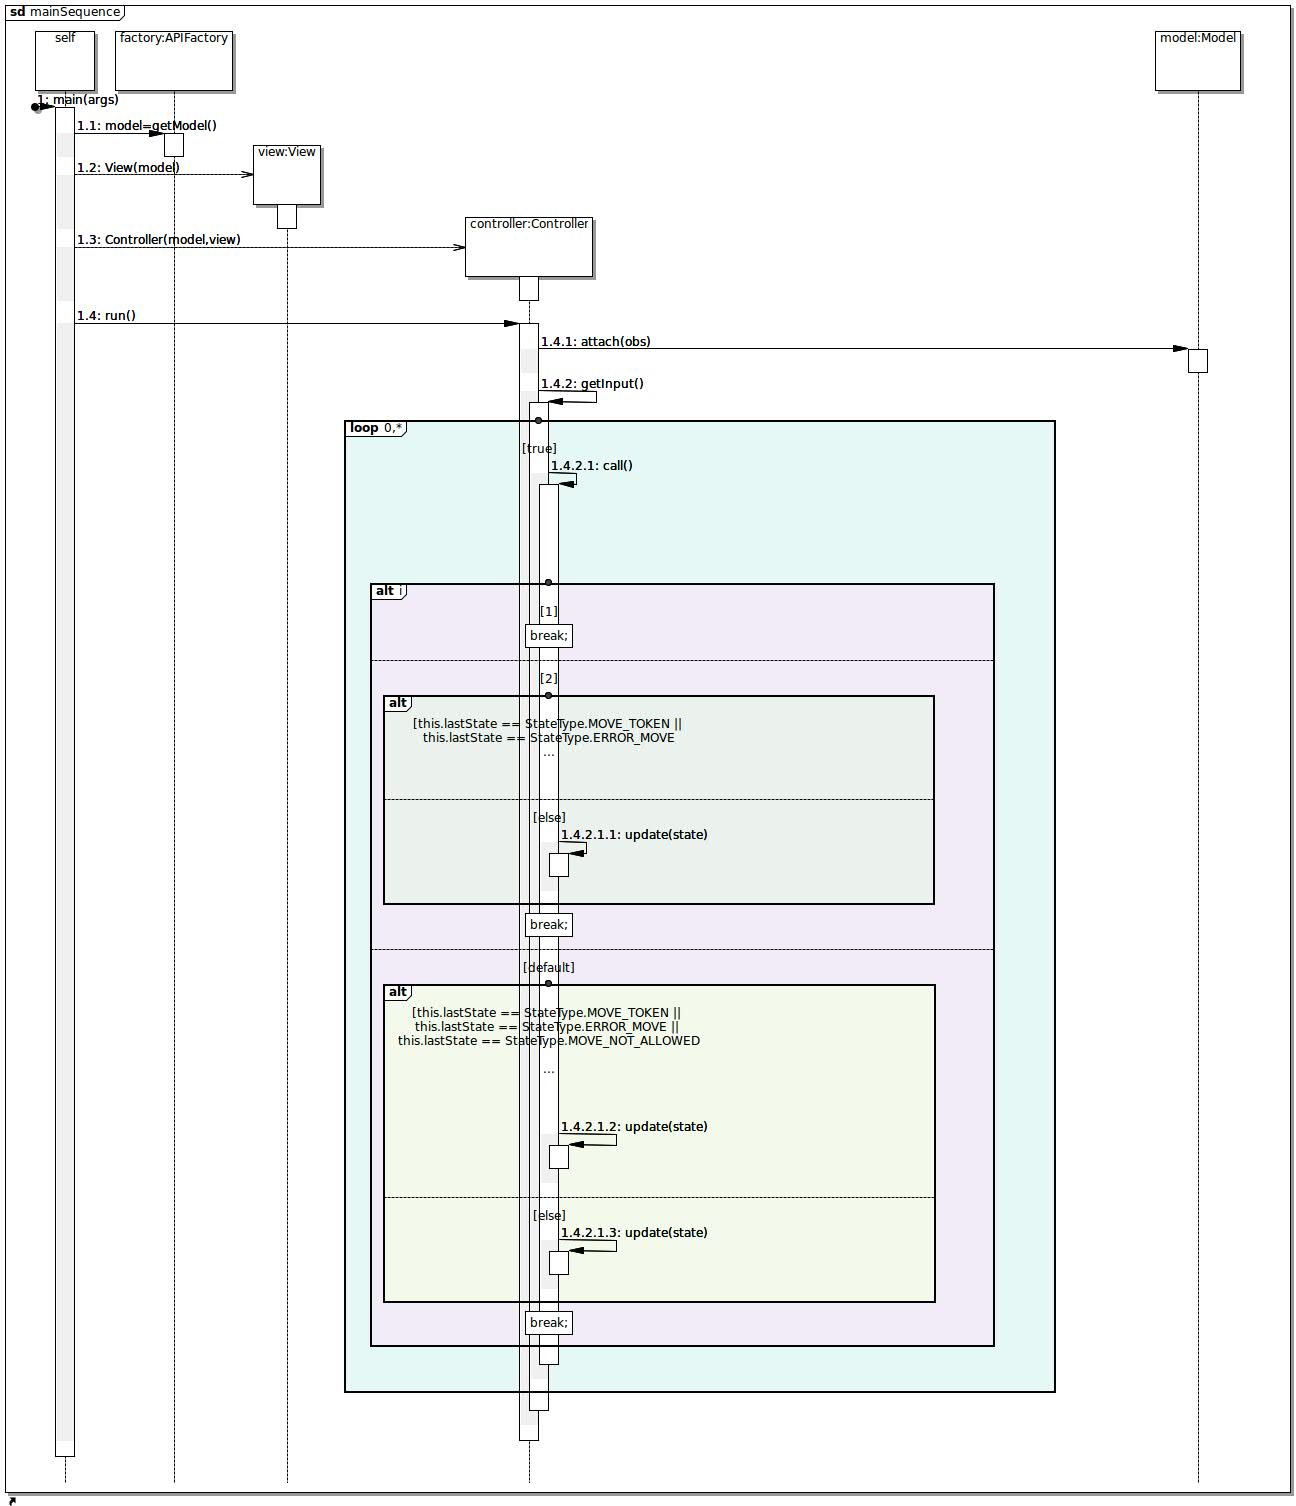 sd mainSequence
self
factory:APIFactory
model:Model
1: main(args)
1.1: model=getModel()
view:View
1.2: View(model)
controller:Controller
1.3: Controller(model,view)
1.4: run()
1.4.1: attach(obs)
1.4.2: getInput()
loop 0,*
[true]
1.4.2.1: call()
alt i
[1]
break;
[2]
alt
[this.lastState == StateType.MOVE_TOKEN ||
this.lastState == StateType.ERROR_MOVE
...
[else]
1.4.2.1.1: update(state)
break;
[default]
alt
[this.lastState == StateType.MOVE_TOKEN ||
this.lastState == StateType.ERROR_MOVE ||
this.lastState == StateType.MOVE_NOT_ALLOWED
...
1.4.2.1.2: update(state)
[else]
1.4.2.1.3: update(state)
break;